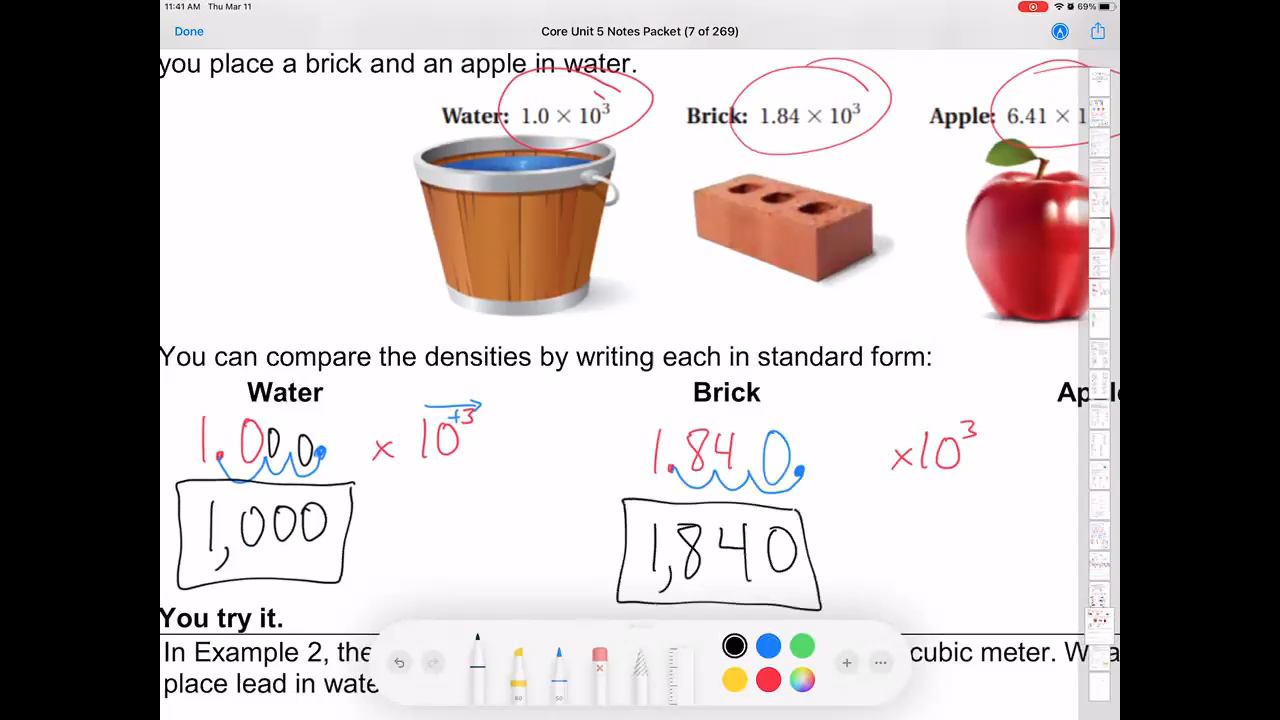 11:41 AM Thu Mar 11
69%
Done
Core Unit 5 Notes Packet (7 of 269)
you place a brick and an apple in water.
Water: 1.0 × 10³
Brick: 1.84 × 10³
Apple: 6.41 × 1
You can compare the densities by writing each in standard form:
Water
Brick
1.000. × 10⁺³
1.840. ×10³
1,000
1,840
You try it.
In Example 2, the
cubic meter.
place lead in wate